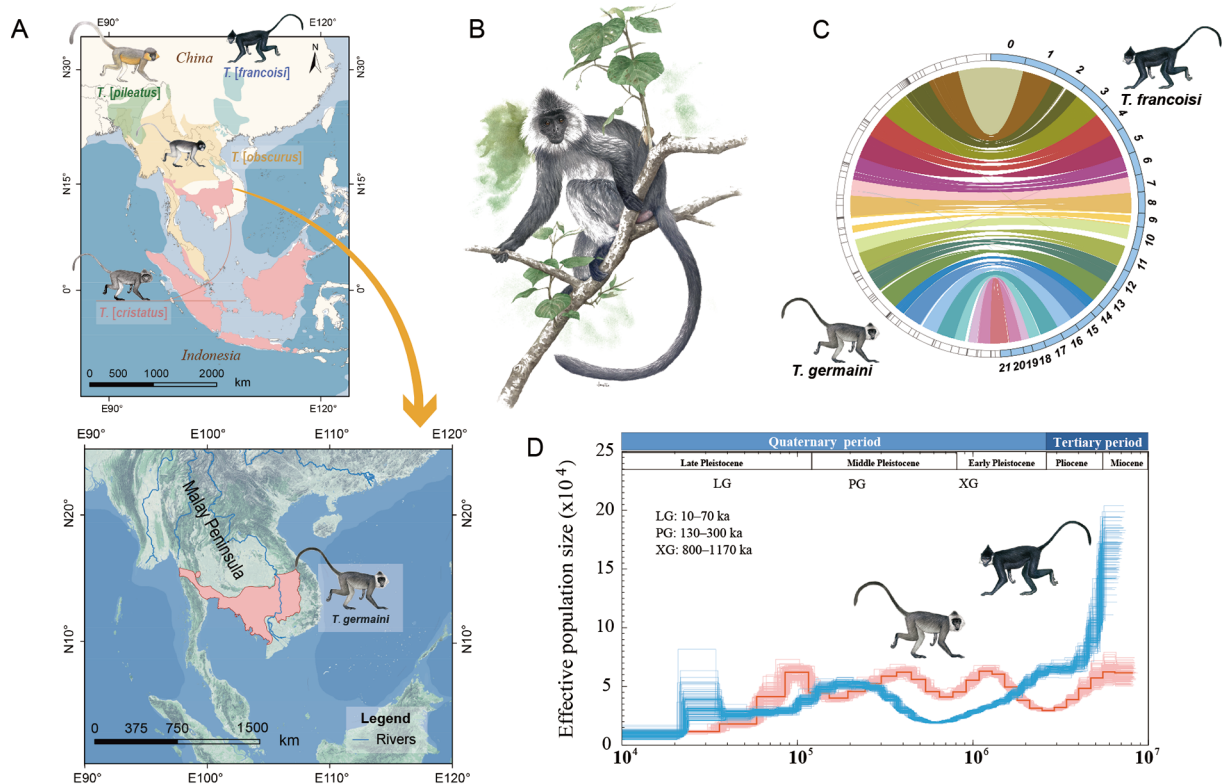 A
E90°
E120°
N
China
N30°
N30°
T. [francoisi]
T. [pileatus]
T. [obscurus]
N15°
N15°
0°
0°
T. [cristatus]
Indonesia
0 500 1000 2000
km
E90°
E120°
E90°
E100°
E110°
E120°
N20°
N20°
Malay Peninsula
T. germaini
N10°
N10°
0 375 750 1500
km
Legend
Rivers
E90°
E100°
E110°
E120°
B
C
0
1
2
3
4
5
6
7
8
6
10
11
12
13
14
15
16
17
18
19
20
21
T. francoisi
T. germaini
D
Quaternary period
Tertiary period
Late Pleistocene
Middle Pleistocene
Early Pleistocene
Pliocene
Miocene
LG
PG
XG
LG: 10–70 ka
PG: 130–300 ka
XG: 800–1170 ka
Effective population size (x10⁴)
25
20
15
10
5
0
10⁴
10⁵
10⁶
10⁷